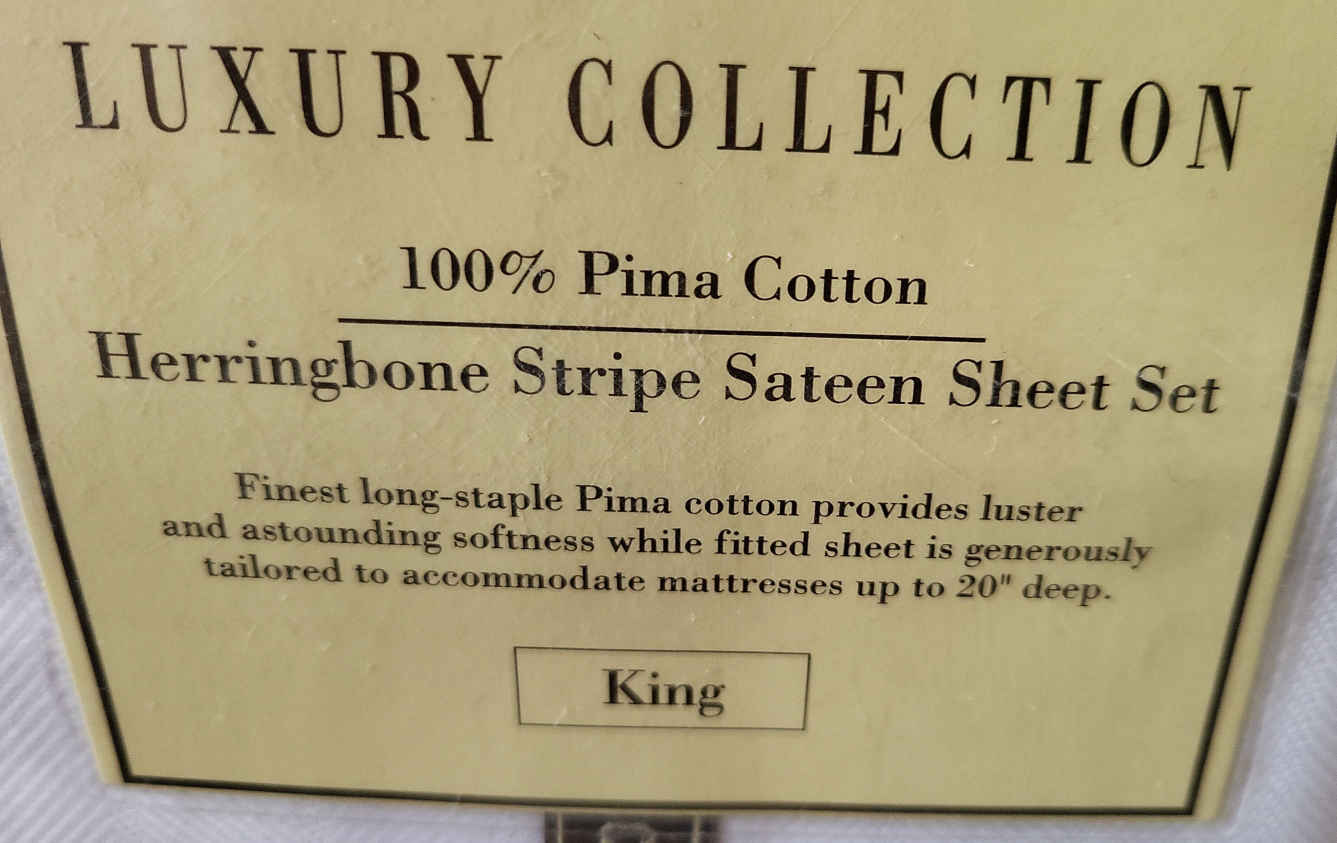 LUXURY COLLECTION
100% Pima Cotton
Herringbone Stripe Sateen Sheet Set
Finest long-staple Pima cotton provides luster
and astounding softness while fitted sheet is generously
tailored to accommodate mattresses up to 20" deep.
King